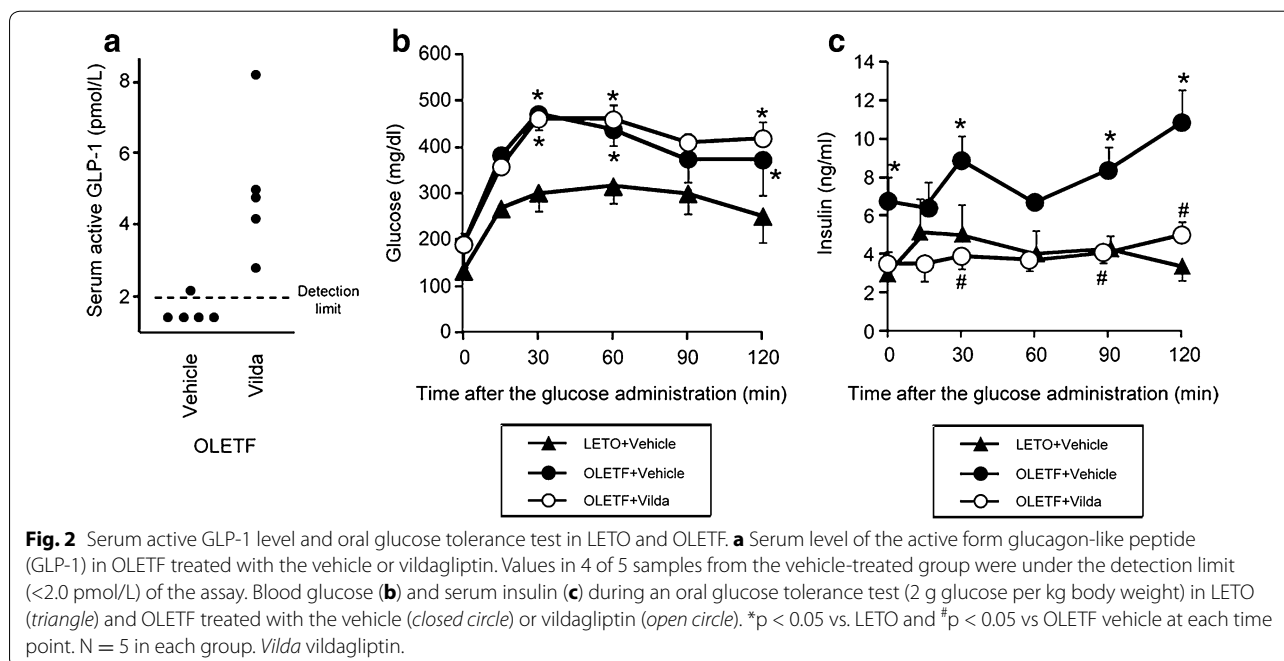 a
Serum active GLP-1 (pmol/L)
8
6
4
2
Detection
limit
Vehicle
Vilda
OLETF
b
Glucose (mg/dl)
600
500
400
300
200
100
0
* * *
* * *
0 30 60 90 120
Time after the glucose administration (min)
LETO+Vehicle
OLETF+Vehicle
OLETF+Vilda
c
Insulin (ng/ml)
14
12
10
8
6
4
2
0
* * * *
# # #
0 30 60 90 120
Time after the glucose administration (min)
LETO+Vehicle
OLETF+Vehicle
OLETF+Vilda
Fig. 2 Serum active GLP-1 level and oral glucose tolerance test in LETO and OLETF. a Serum level of the active form glucagon-like peptide
(GLP-1) in OLETF treated with the vehicle or vildagliptin. Values in 4 of 5 samples from the vehicle-treated group were under the detection limit
(<2.0 pmol/L) of the assay. Blood glucose (b) and serum insulin (c) during an oral glucose tolerance test (2 g glucose per kg body weight) in LETO
(triangle) and OLETF treated with the vehicle (closed circle) or vildagliptin (open circle). *p < 0.05 vs. LETO and #p < 0.05 vs OLETF vehicle at each time
point. N = 5 in each group. Vilda vildagliptin.